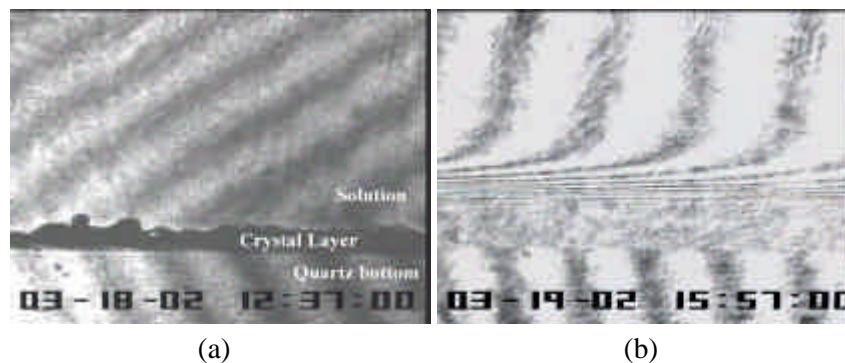 Solution
Crystal Layer
Quartz bottom
03-18-02 12:37:00
03-19-02 15:57:00
(a)
(b)